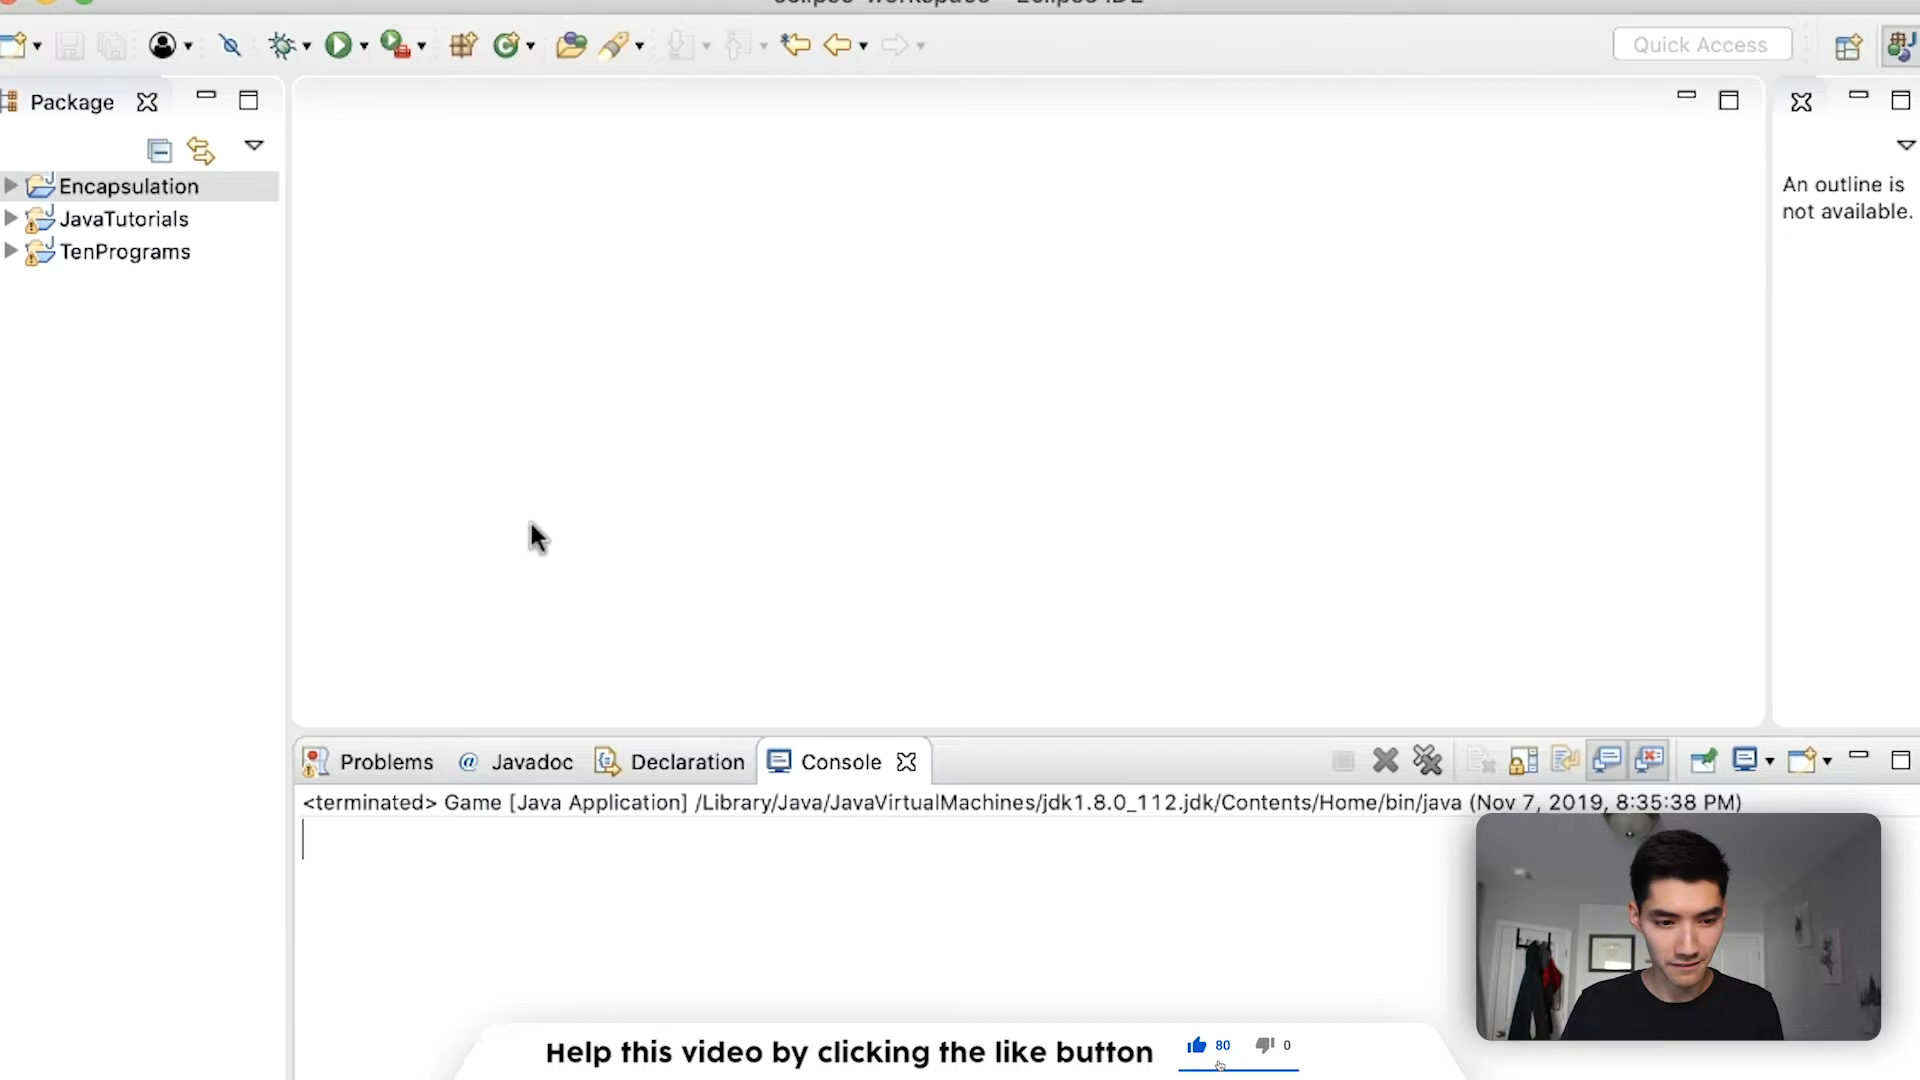 Quick Access
Package
Encapsulation
JavaTutorials
TenPrograms
An outline is
not available.
Problems
@ Javadoc
Declaration
Console
<terminated> Game [Java Application] /Library/Java/JavaVirtualMachines/jdk1.8.0_112.jdk/Contents/Home/bin/java (Nov 7, 2019, 8:35:38 PM)
Help this video by clicking the like button
80
0